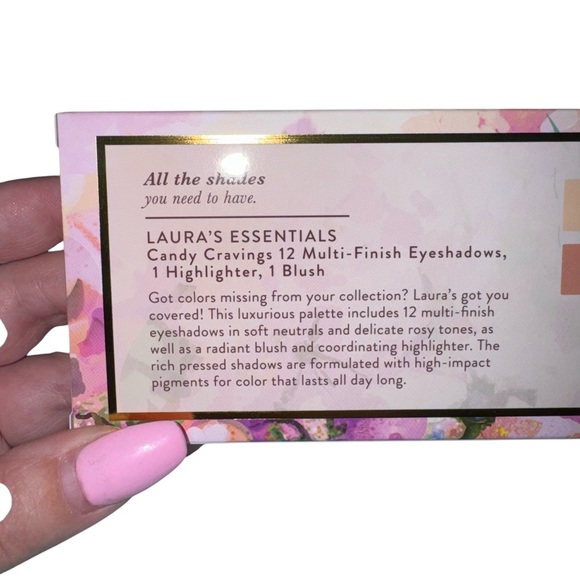 All the shades
you need to have.
LAURA'S ESSENTIALS
Candy Cravings 12 Multi-Finish Eyeshadows,
1 Highlighter, 1 Blush
Got colors missing from your collection? Laura's got you
covered! This luxurious palette includes 12 multi-finish
eyeshadows in soft neutrals and delicate rosy tones, as
well as a radiant blush and coordinating highlighter. The
rich pressed shadows are formulated with high-impact
pigments for color that lasts all day long.